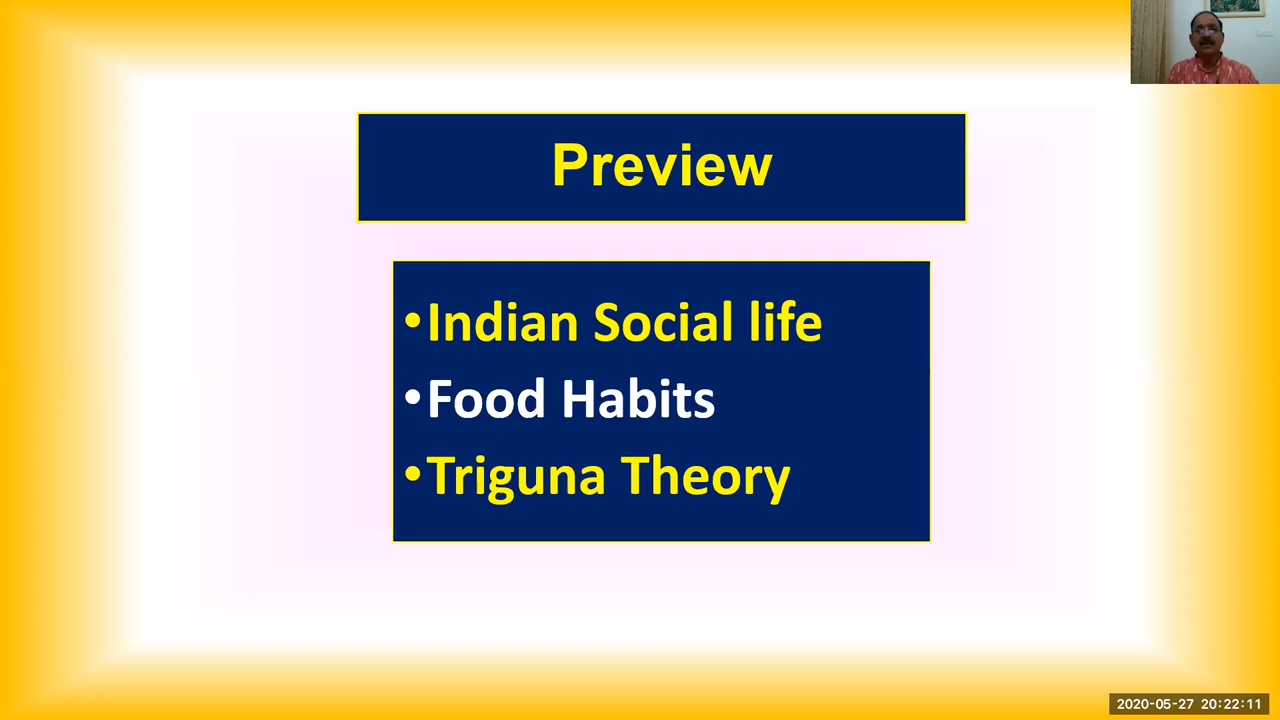 Preview
•Indian Social life
•Food Habits
•Triguna Theory
2020-05-27 20:22:11